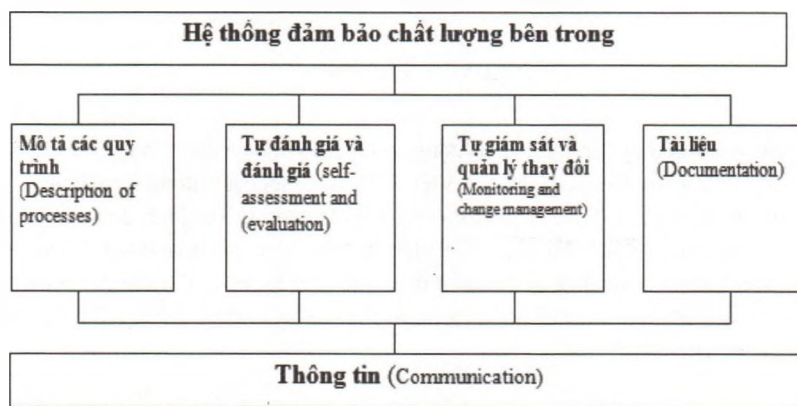 Hệ thống đảm bảo chất lượng bên trong
Mô tả các quy
trình
(Description of
processes)
Tự đánh giá và
đánh giá (self-
assessment and
(evaluation)
Tự giám sát và
quản lý thay đổi
(Monitoring and
change management)
Tài liệu
(Documentation)
Thông tin (Communication)